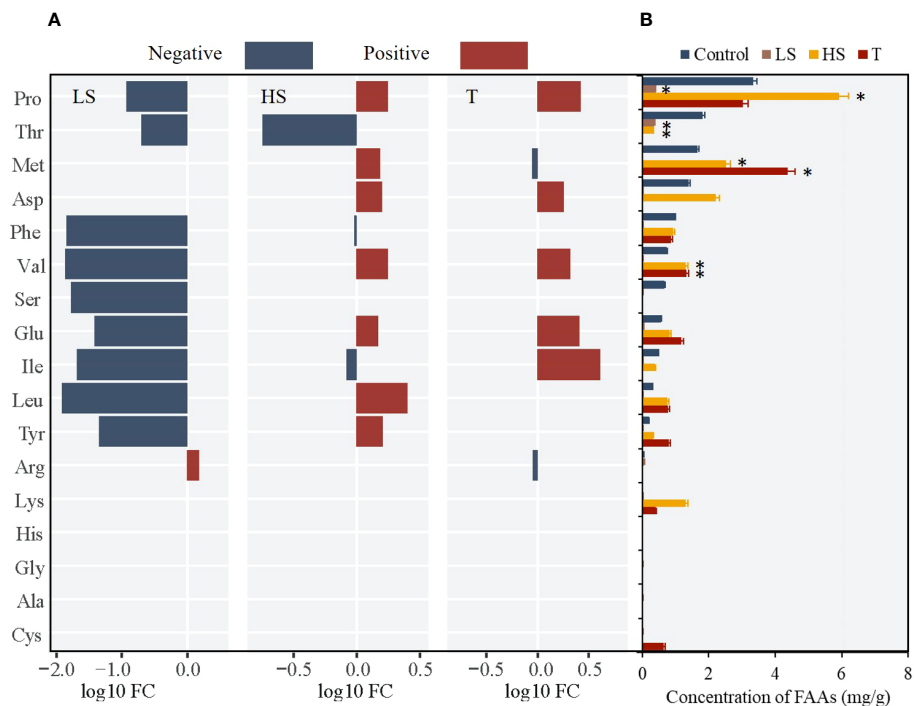 A
B
Negative Positive
Control LS HS T
LS
HS
T
Pro
Thr
Met
Asp
Phe
Val
Ser
Glu
Ile
Leu
Tyr
Arg
Lys
His
Gly
Ala
Cys
*
*
*
*
*
*
*
*
−2.0 −1.0 0.0
−0.5 0.0 0.5
−0.5 0.0 0.5
0 2 4 6 8
log10 FC
log10 FC
log10 FC
Concentration of FAAs (mg/g)